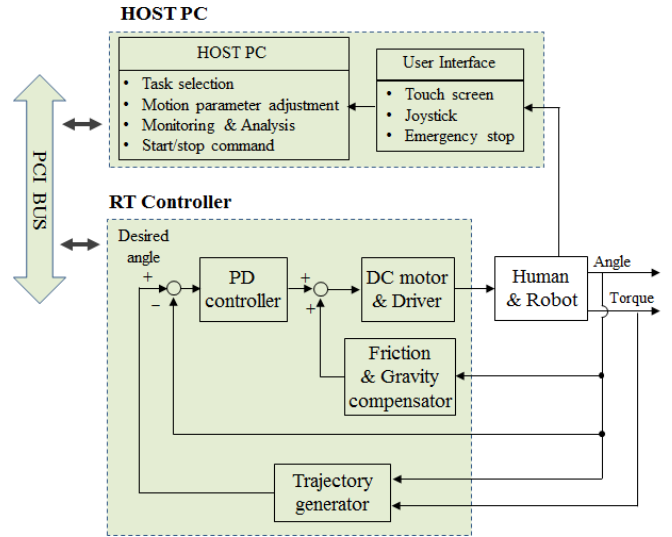 HOST PC
HOST PC
• Task selection
• Motion parameter adjustment
• Monitoring & Analysis
• Start/stop command
User Interface
• Touch screen
• Joystick
• Emergency stop
PCI BUS
RT Controller
Desired
angle
+
−
PD
controller
+
+
DC motor
& Driver
Human
& Robot
Angle
Torque
Friction
& Gravity
compensator
Trajectory
generator